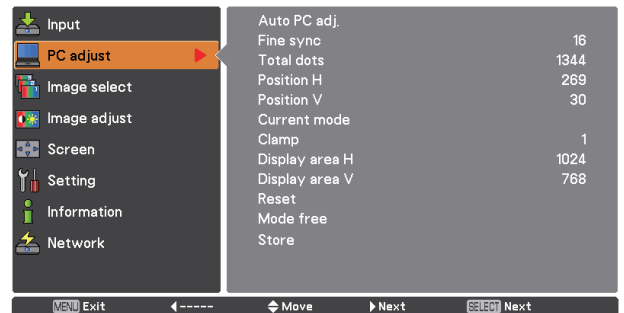 Input
PC adjust
Image select
Image adjust
Screen
Setting
Information
Network
Auto PC adj.
Fine sync 16
Total dots 1344
Position H 269
Position V 30
Current mode
Clamp 1
Display area H 1024
Display area V 768
Reset
Mode free
Store
MENU Exit ----- Move Next SELECT Next